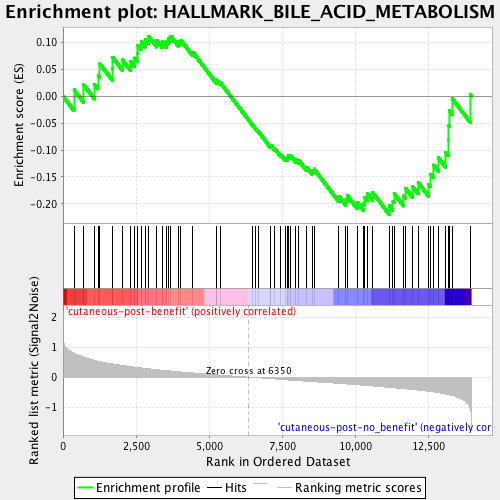 Enrichment plot: HALLMARK_BILE_ACID_METABOLISM
Enrichment score (ES)
0.10
0.05
0.00
-0.05
-0.10
-0.15
-0.20
'cutaneous-post-benefit' (positively correlated)
Ranked list metric (Signal2Noise)
2
1
0
-1
Zero cross at 6350
'cutaneous-post-no_benefit' (negatively cor
0
2,500
5,000
7,500
10,000
12,500
Rank in Ordered Dataset
Enrichment profile
Hits
Ranking metric scores